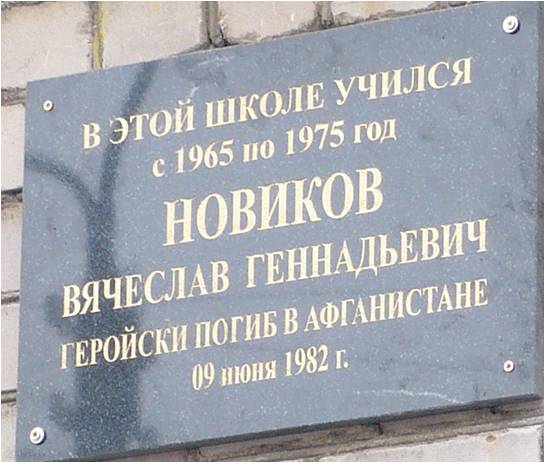 В ЭТОЙ ШКОЛЕ УЧИЛСЯ
с 1965 по 1975 год
НОВИКОВ
ВЯЧЕСЛАВ ГЕННАДЬЕВИЧ
ГЕРОЙСКИ ПОГИБ В АФГАНИСТАНЕ
09 июня 1982 г.